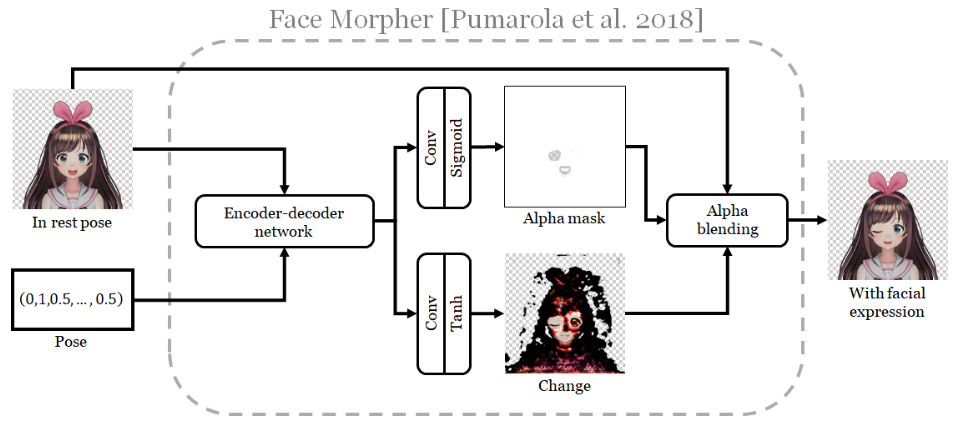 Face Morpher [Pumarola et al. 2018]
In rest pose
(0,1,0.5, … , 0.5)
Pose
Encoder-decoder
network
Conv
Sigmoid
Alpha mask
Conv
Tanh
Change
Alpha
blending
With facial
expression